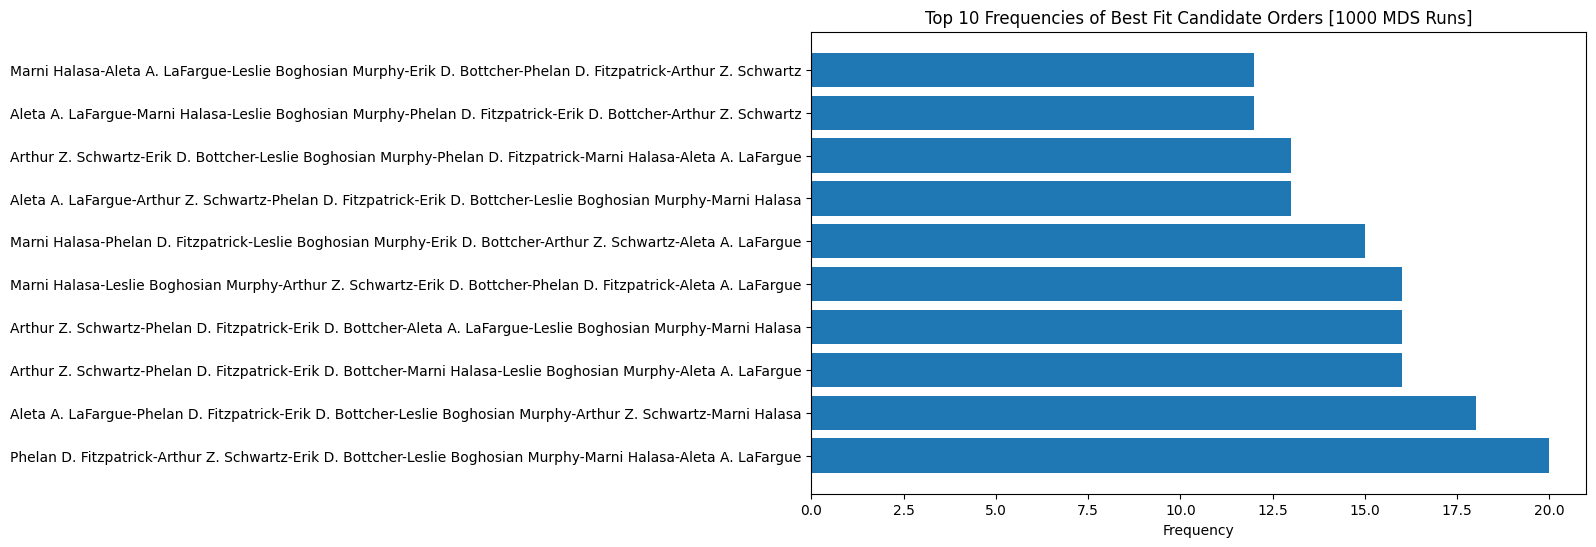 Top 10 Frequencies of Best Fit Candidate Orders [1000 MDS Runs]
Marni Halasa-Aleta A. LaFargue-Leslie Boghosian Murphy-Erik D. Bottcher-Phelan D. Fitzpatrick-Arthur Z. Schwartz
Aleta A. LaFargue-Marni Halasa-Leslie Boghosian Murphy-Phelan D. Fitzpatrick-Erik D. Bottcher-Arthur Z. Schwartz
Arthur Z. Schwartz-Erik D. Bottcher-Leslie Boghosian Murphy-Phelan D. Fitzpatrick-Marni Halasa-Aleta A. LaFargue
Aleta A. LaFargue-Arthur Z. Schwartz-Phelan D. Fitzpatrick-Erik D. Bottcher-Leslie Boghosian Murphy-Marni Halasa
Marni Halasa-Phelan D. Fitzpatrick-Leslie Boghosian Murphy-Erik D. Bottcher-Arthur Z. Schwartz-Aleta A. LaFargue
Marni Halasa-Leslie Boghosian Murphy-Arthur Z. Schwartz-Erik D. Bottcher-Phelan D. Fitzpatrick-Aleta A. LaFargue
Arthur Z. Schwartz-Phelan D. Fitzpatrick-Erik D. Bottcher-Aleta A. LaFargue-Leslie Boghosian Murphy-Marni Halasa
Arthur Z. Schwartz-Phelan D. Fitzpatrick-Erik D. Bottcher-Marni Halasa-Leslie Boghosian Murphy-Aleta A. LaFargue
Aleta A. LaFargue-Phelan D. Fitzpatrick-Erik D. Bottcher-Leslie Boghosian Murphy-Arthur Z. Schwartz-Marni Halasa
Phelan D. Fitzpatrick-Arthur Z. Schwartz-Erik D. Bottcher-Leslie Boghosian Murphy-Marni Halasa-Aleta A. LaFargue
0.0 2.5 5.0 7.5 10.0 12.5 15.0 17.5 20.0
Frequency